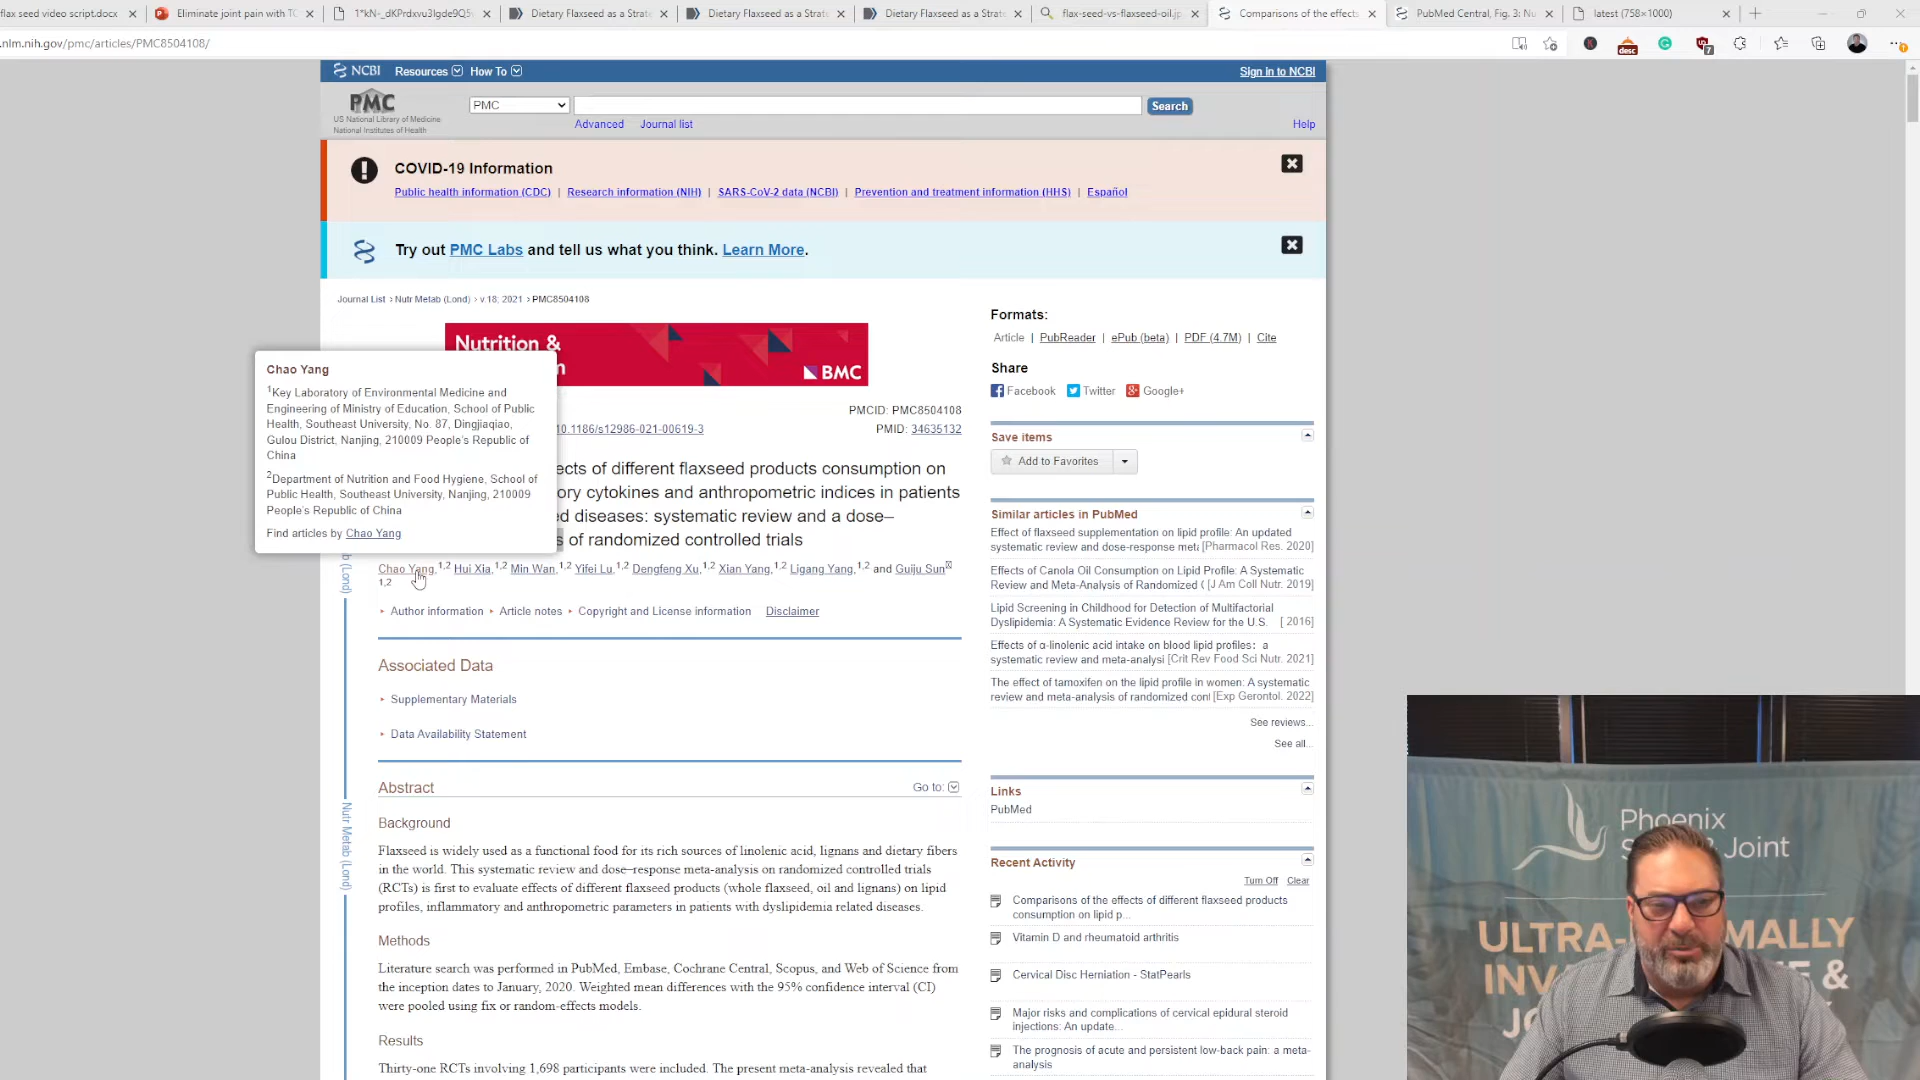 flax seed video script.docx
Eliminate joint pain with TC
1*kN-_dKPrdxvu3lgde9Q5
Dietary Flaxseed as a Strate
Dietary Flaxseed as a Strate
Dietary Flaxseed as a Strate
flax-seed-vs-flaxseed-oil.jp
Comparisons of the effects
PubMed Central, Fig. 3: Nu
latest (758×1000)
.nlm.nih.gov/pmc/articles/PMC8504108/
desc
7
NCBI Resources How To
Sign in to NCBI
PMC
US National Library of Medicine
National Institutes of Health
PMC
Search
Advanced Journal list
Help
COVID-19 Information
Public health information (CDC) | Research information (NIH) | SARS-CoV-2 data (NCBI) | Prevention and treatment information (HHS) | Español
Try out PMC Labs and tell us what you think. Learn More.
Journal List > Nutr Metab (Lond) > v.18; 2021 > PMC8504108
Nutrition &
BMC
PMCID: PMC8504108
10.1186/s12986-021-00619-3
PMID: 34635132
Chao Yang
1Key Laboratory of Environmental Medicine and
Engineering of Ministry of Education, School of Public
Health, Southeast University, No. 87, Dingjiaqiao,
Gulou District, Nanjing, 210009 People's Republic of
China
2Department of Nutrition and Food Hygiene, School of
Public Health, Southeast University, Nanjing, 210009
People's Republic of China
Find articles by Chao Yang
ects of different flaxseed products consumption on
ory cytokines and anthropometric indices in patients
d diseases: systematic review and a dose–
s of randomized controlled trials
Chao Yang,1,2 Hui Xia,1,2 Min Wan,1,2 Yifei Lu,1,2 Dengfeng Xu,1,2 Xian Yang,1,2 Ligang Yang,1,2 and Guiju Sun
1,2
Author information Article notes Copyright and License information Disclaimer
Associated Data
Supplementary Materials
Data Availability Statement
Abstract
Go to:
Background
Flaxseed is widely used as a functional food for its rich sources of linolenic acid, lignans and dietary fibers
in the world. This systematic review and dose–response meta-analysis on randomized controlled trials
(RCTs) is first to evaluate effects of different flaxseed products (whole flaxseed, oil and lignans) on lipid
profiles, inflammatory and anthropometric parameters in patients with dyslipidemia related diseases.
Methods
Literature search was performed in PubMed, Embase, Cochrane Central, Scopus, and Web of Science from
the inception dates to January, 2020. Weighted mean differences with the 95% confidence interval (CI)
were pooled using fix or random-effects models.
Results
Thirty-one RCTs involving 1,698 participants were included. The present meta-analysis revealed that
b (Lond)
Nutr Metab (Lond)
Formats:
Article | PubReader | ePub (beta) | PDF (4.7M) | Cite
Share
Facebook Twitter Google+
Save items
Add to Favorites
Similar articles in PubMed
Effect of flaxseed supplementation on lipid profile: An updated
systematic review and dose-response meta [Pharmacol Res. 2020]
Effects of Canola Oil Consumption on Lipid Profile: A Systematic
Review and Meta-Analysis of Randomized C [J Am Coll Nutr. 2019]
Lipid Screening in Childhood for Detection of Multifactorial
Dyslipidemia: A Systematic Evidence Review for the U.S. [ 2016]
Effects of α-linolenic acid intake on blood lipid profiles: a
systematic review and meta-analysi [Crit Rev Food Sci Nutr. 2021]
The effect of tamoxifen on the lipid profile in women: A systematic
review and meta-analysis of randomized cont [Exp Gerontol. 2022]
See reviews...
See all...
Links
PubMed
Recent Activity
Turn Off Clear
Comparisons of the effects of different flaxseed products
consumption on lipid p...
Vitamin D and rheumatoid arthritis
Cervical Disc Herniation - StatPearls
Major risks and complications of cervical epidural steroid
injections: An update...
The prognosis of acute and persistent low-back pain: a meta-
analysis
Phoenix
Joint